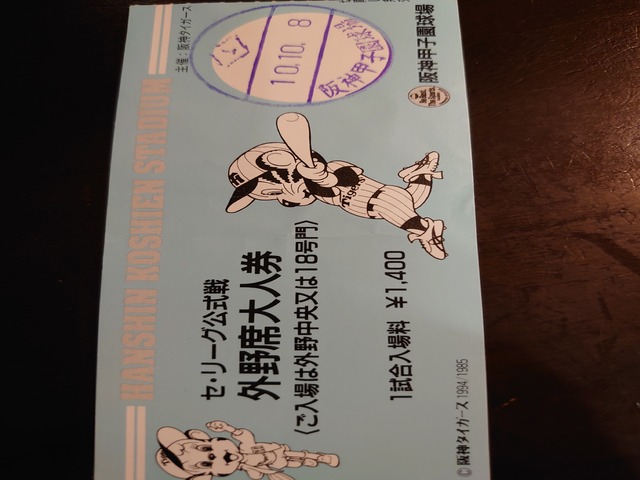 主催：阪神タイガース
HANSHIN KOSHIEN STADIUM
セ・リーグ公式戦
外野席大人券
〈ご入場は外野中央又は18号門〉
10.10. 8
阪神甲子園球場
Tigers
1試合入場料 ¥1,400
阪神甲子園球場
© 阪神タイガース 1994/1985